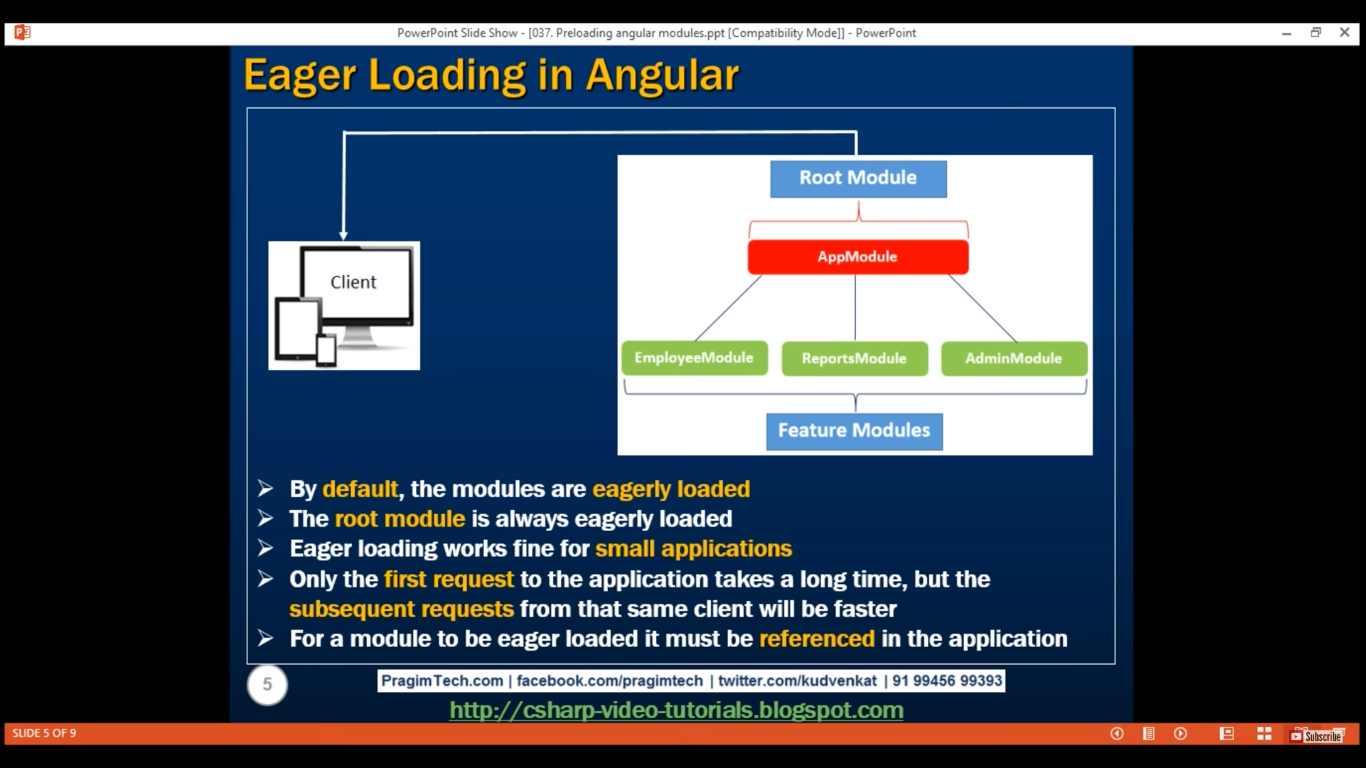 PowerPoint Slide Show - [037. Preloading angular modules.ppt [Compatibility Mode]] - PowerPoint
Eager Loading in Angular
Root Module
AppModule
Client
EmployeeModule
ReportsModule
AdminModule
Feature Modules
By default, the modules are eagerly loaded
The root module is always eagerly loaded
Eager loading works fine for small applications
Only the first request to the application takes a long time, but the
subsequent requests from that same client will be faster
For a module to be eager loaded it must be referenced in the application
5
PragimTech.com | facebook.com/pragimtech | twitter.com/kudvenkat | 91 99456 99393
http://csharp-video-tutorials.blogspot.com
SLIDE 5 OF 9
Subscribe